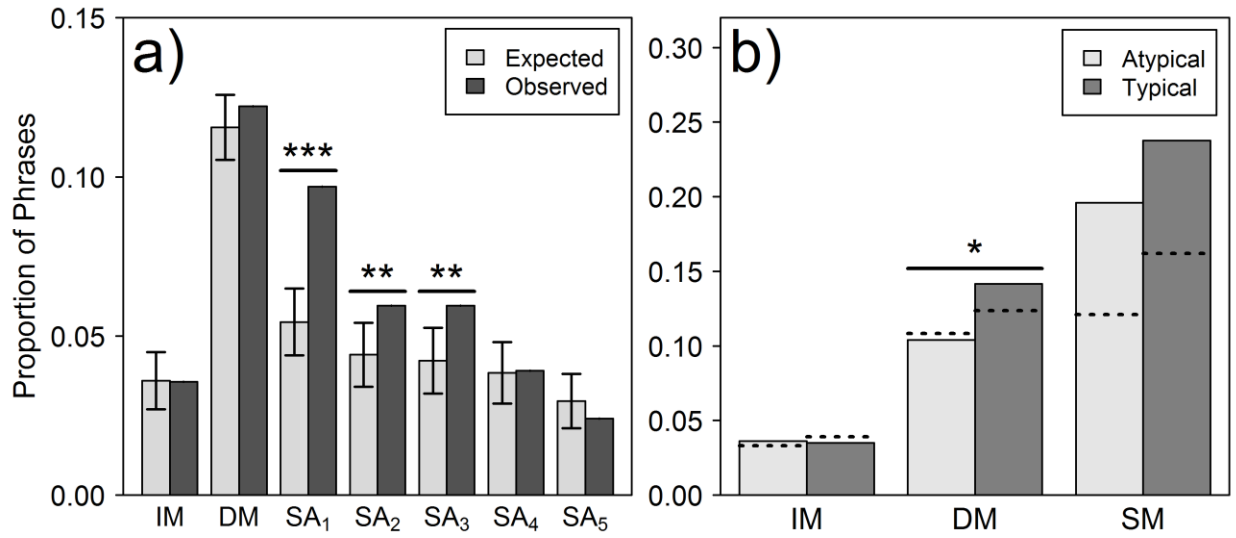 a)
Expected
Observed
Proportion of Phrases
0.15
0.10
0.05
0.00
***
**
**
IM DM SA₁ SA₂ SA₃ SA₄ SA₅
b)
Atypical
Typical
0.30
0.25
0.20
0.15
0.10
0.05
0.00
*
IM DM SM